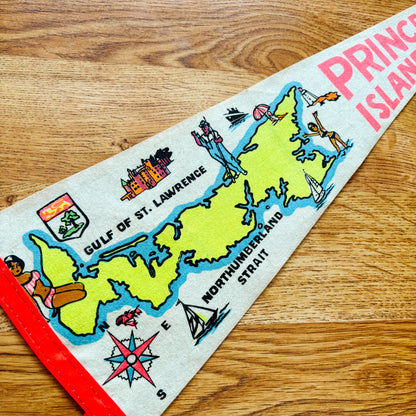 PRINC
ISLAN
GULF OF ST. LAWRENCE
NORTHUMBERLAND
STRAIT
N
E
S